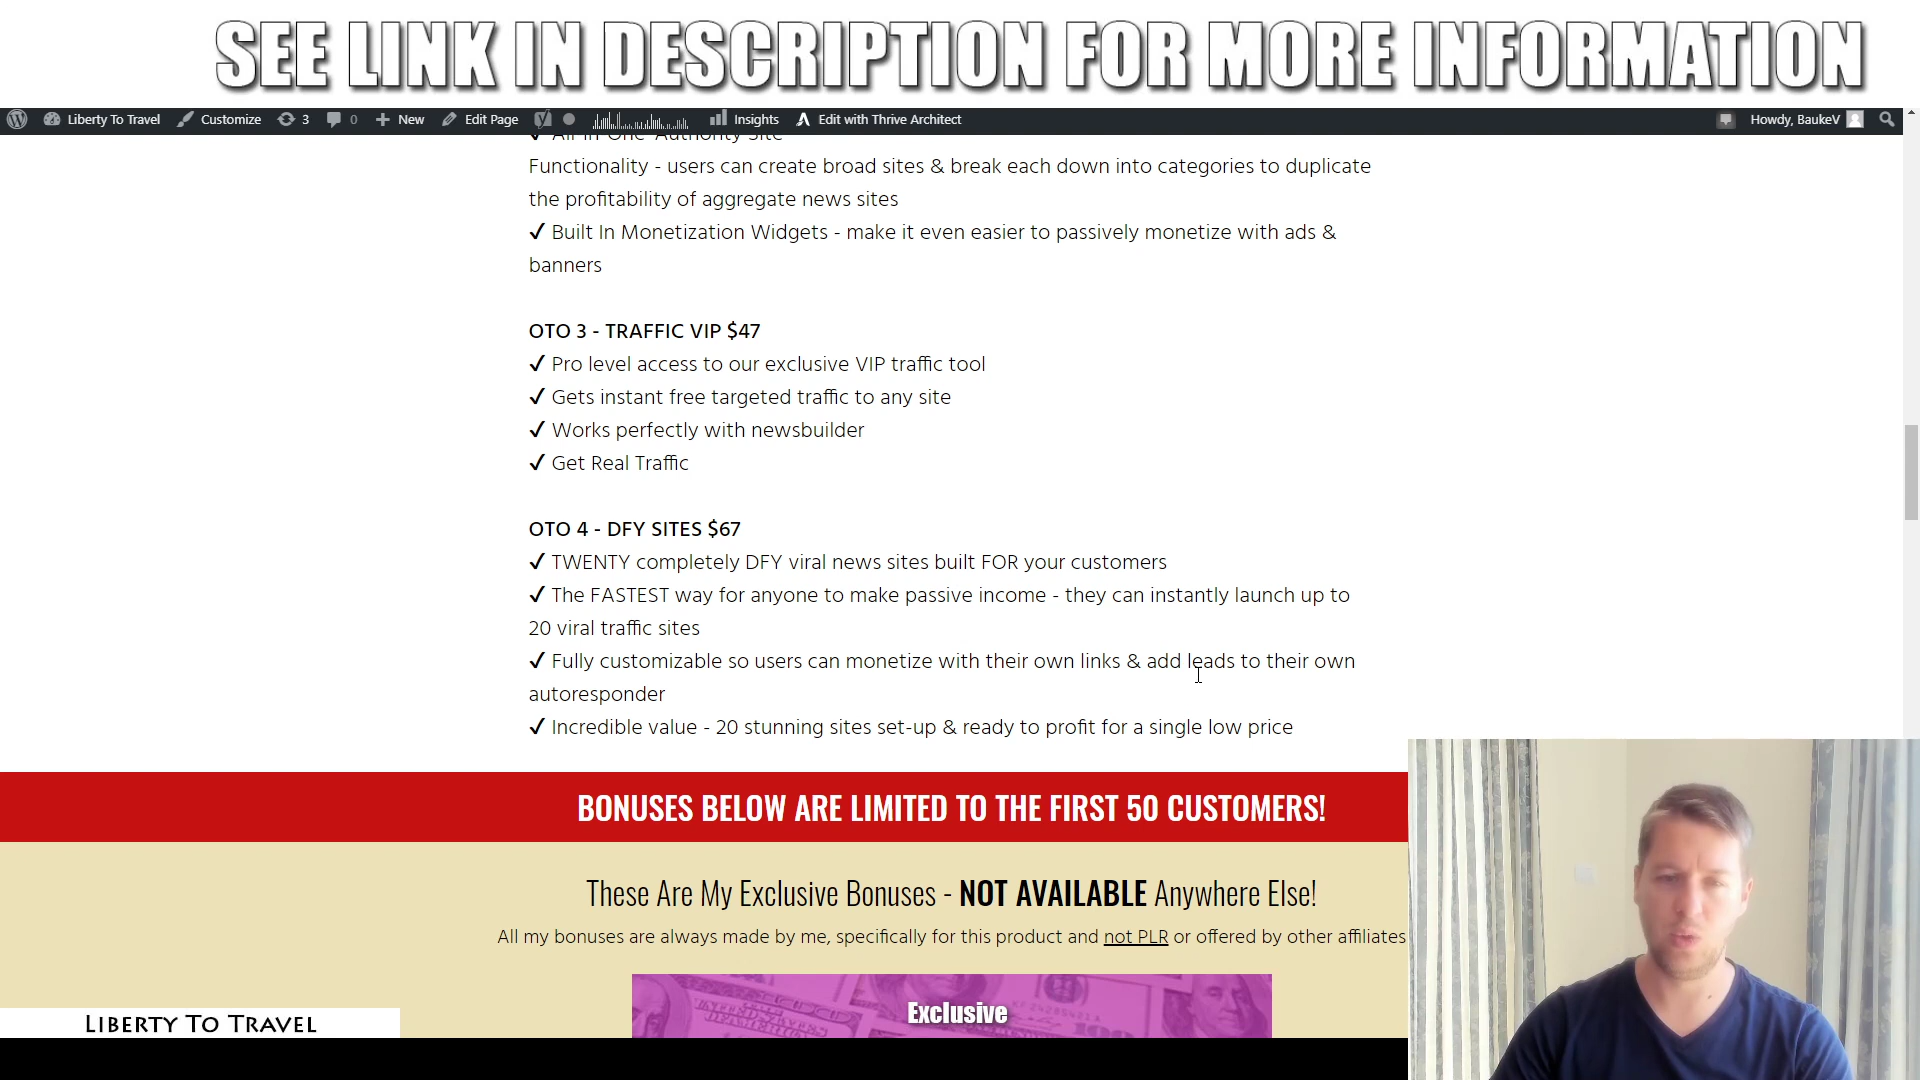 SEE LINK IN DESCRIPTION FOR MORE INFORMATION
Liberty To Travel Customize 3 0 New Edit Page Insights Edit with Thrive Architect Howdy, BaukeV
✓ All-In-One-Authority Site
Functionality - users can create broad sites & break each down into categories to duplicate
the profitability of aggregate news sites
✓ Built In Monetization Widgets - make it even easier to passively monetize with ads &
banners
OTO 3 - TRAFFIC VIP $47
✓ Pro level access to our exclusive VIP traffic tool
✓ Gets instant free targeted traffic to any site
✓ Works perfectly with newsbuilder
✓ Get Real Traffic
OTO 4 - DFY SITES $67
✓ TWENTY completely DFY viral news sites built FOR your customers
✓ The FASTEST way for anyone to make passive income - they can instantly launch up to
20 viral traffic sites
✓ Fully customizable so users can monetize with their own links & add leads to their own
autoresponder
✓ Incredible value - 20 stunning sites set-up & ready to profit for a single low price
BONUSES BELOW ARE LIMITED TO THE FIRST 50 CUSTOMERS!
These Are My Exclusive Bonuses - NOT AVAILABLE Anywhere Else!
All my bonuses are always made by me, specifically for this product and not PLR or offered by other affiliates
Exclusive
LIBERTY TO TRAVEL